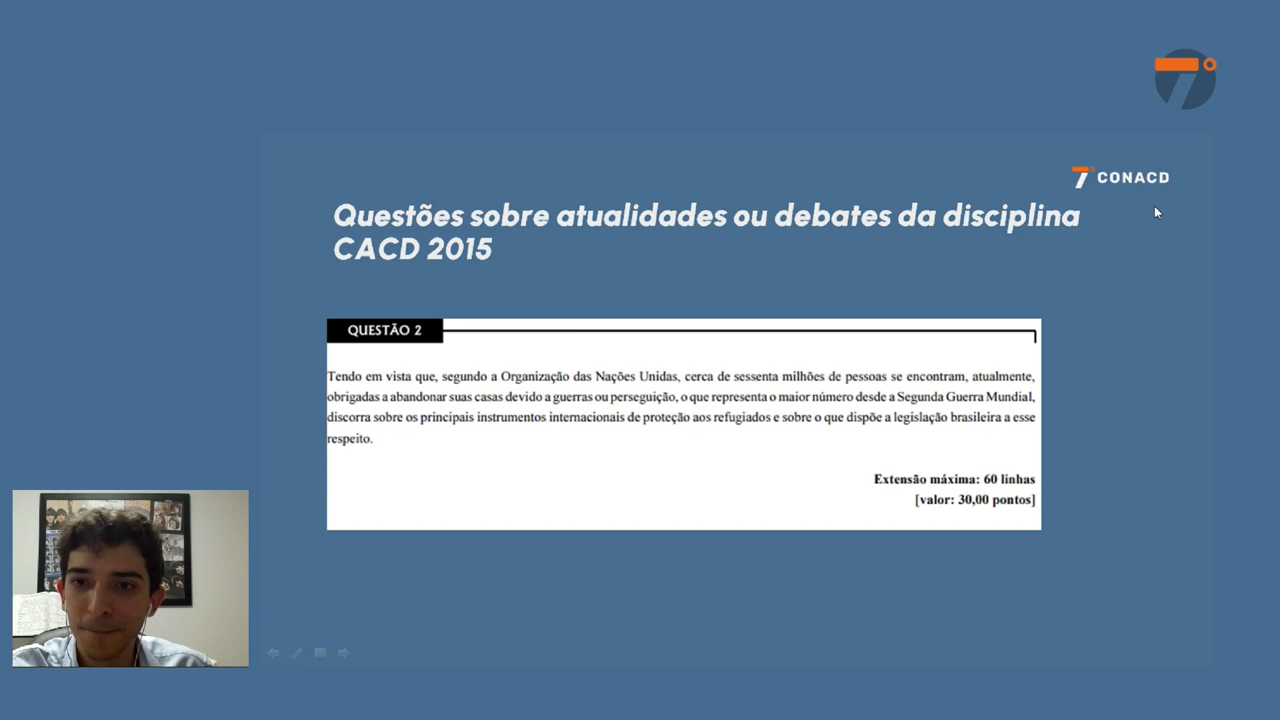 7° CONACD
Questões sobre atualidades ou debates da disciplina
CACD 2015
QUESTÃO 2
Tendo em vista que, segundo a Organização das Nações Unidas, cerca de sessenta milhões de pessoas se encontram, atualmente,
obrigadas a abandonar suas casas devido a guerras ou perseguição, o que representa o maior número desde a Segunda Guerra Mundial,
discorra sobre os principais instrumentos internacionais de proteção aos refugiados e sobre o que dispõe a legislação brasileira a esse
respeito.
Extensão máxima: 60 linhas
[valor: 30,00 pontos]